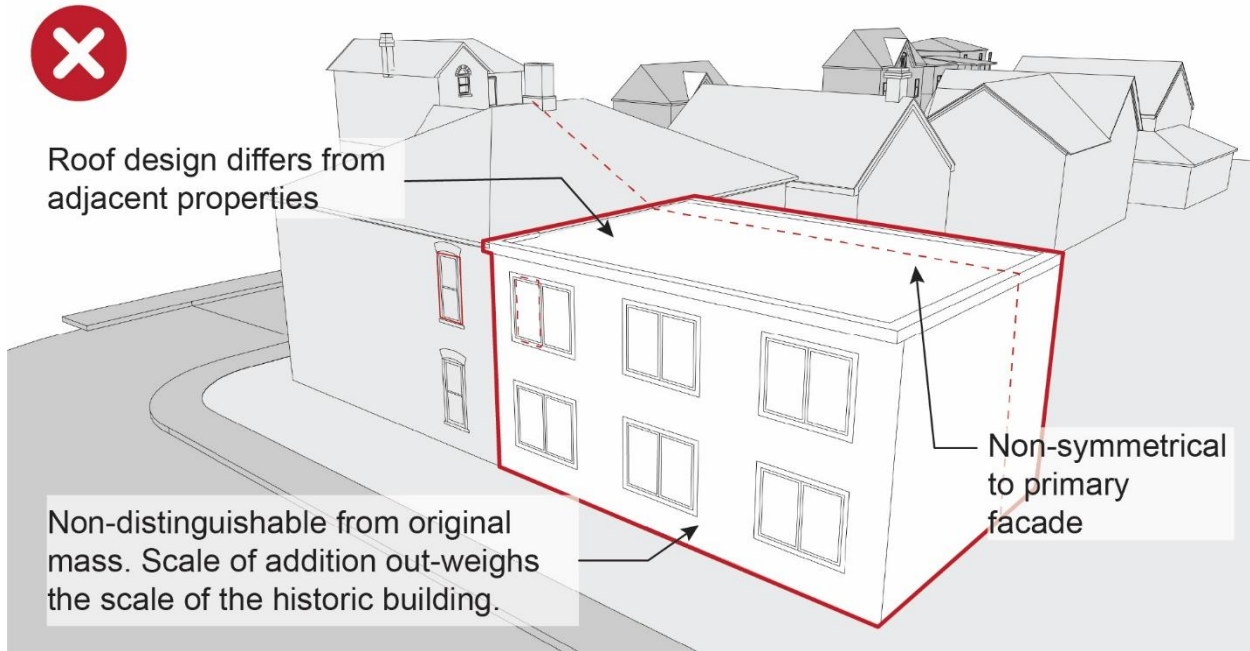 Roof design differs from
adjacent properties
Non-symmetrical
to primary
facade
Non-distinguishable from original
mass. Scale of addition out-weighs
the scale of the historic building.